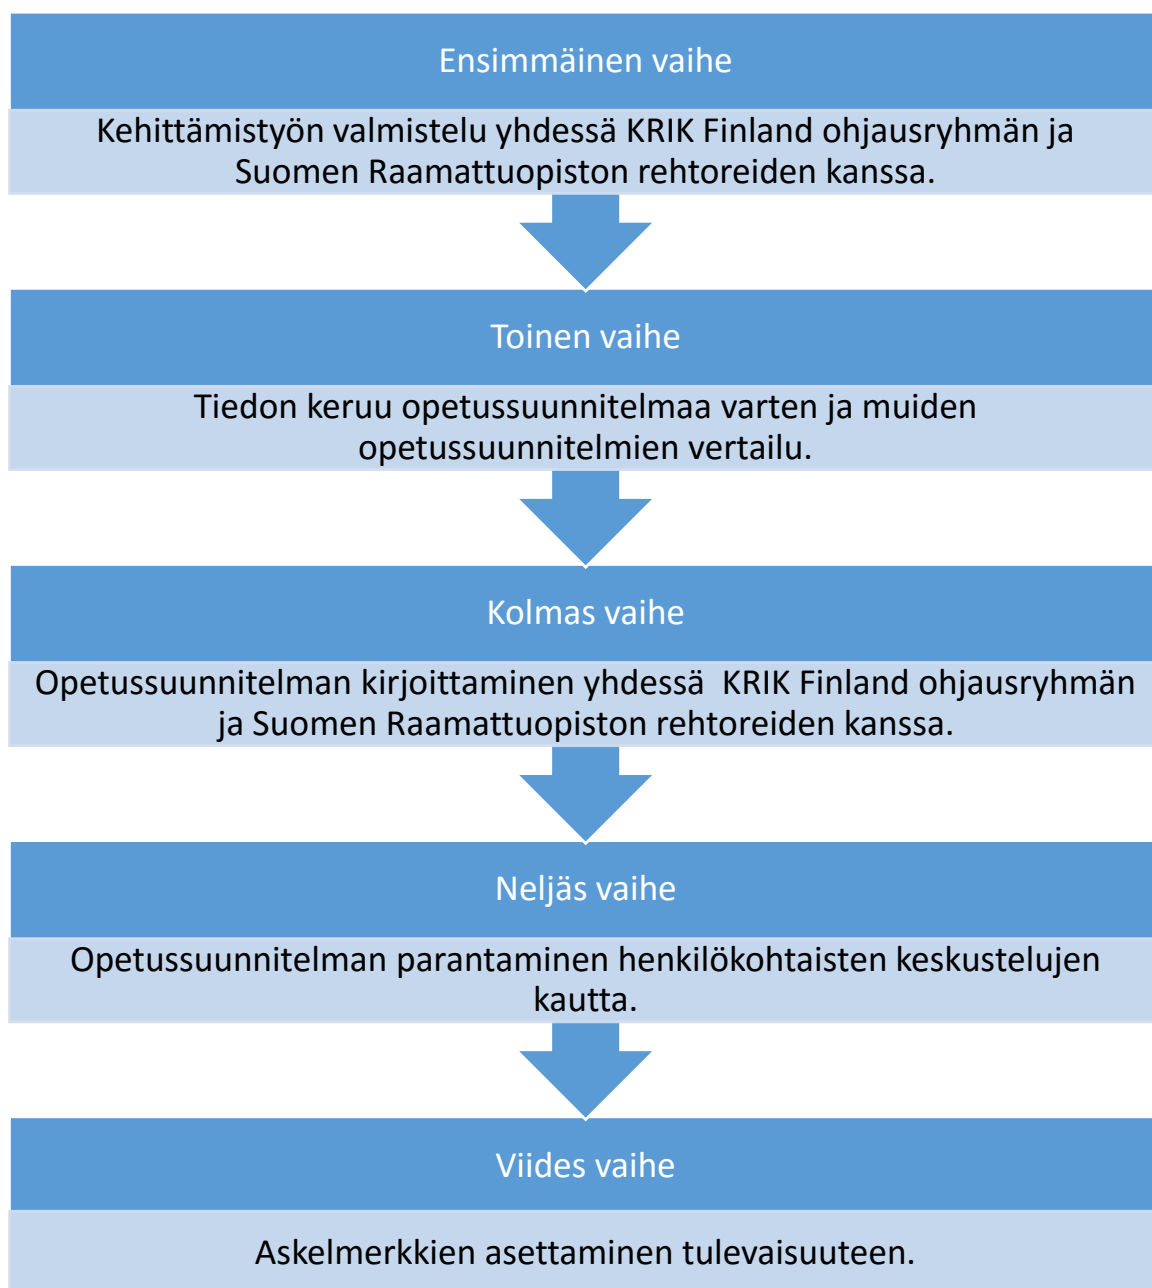 Ensimmäinen vaihe
Kehittämistyön valmistelu yhdessä KRIK Finland ohjausryhmän ja
Suomen Raamattuopiston rehtoreiden kanssa.
Toinen vaihe
Tiedon keruu opetussuunnitelmaa varten ja muiden
opetussuunnitelmien vertailu.
Kolmas vaihe
Opetussuunnitelman kirjoittaminen yhdessä  KRIK Finland ohjausryhmän
ja Suomen Raamattuopiston rehtoreiden kanssa.
Neljäs vaihe
Opetussuunnitelman parantaminen henkilökohtaisten keskustelujen
kautta.
Viides vaihe
Askelmerkkien asettaminen tulevaisuuteen.